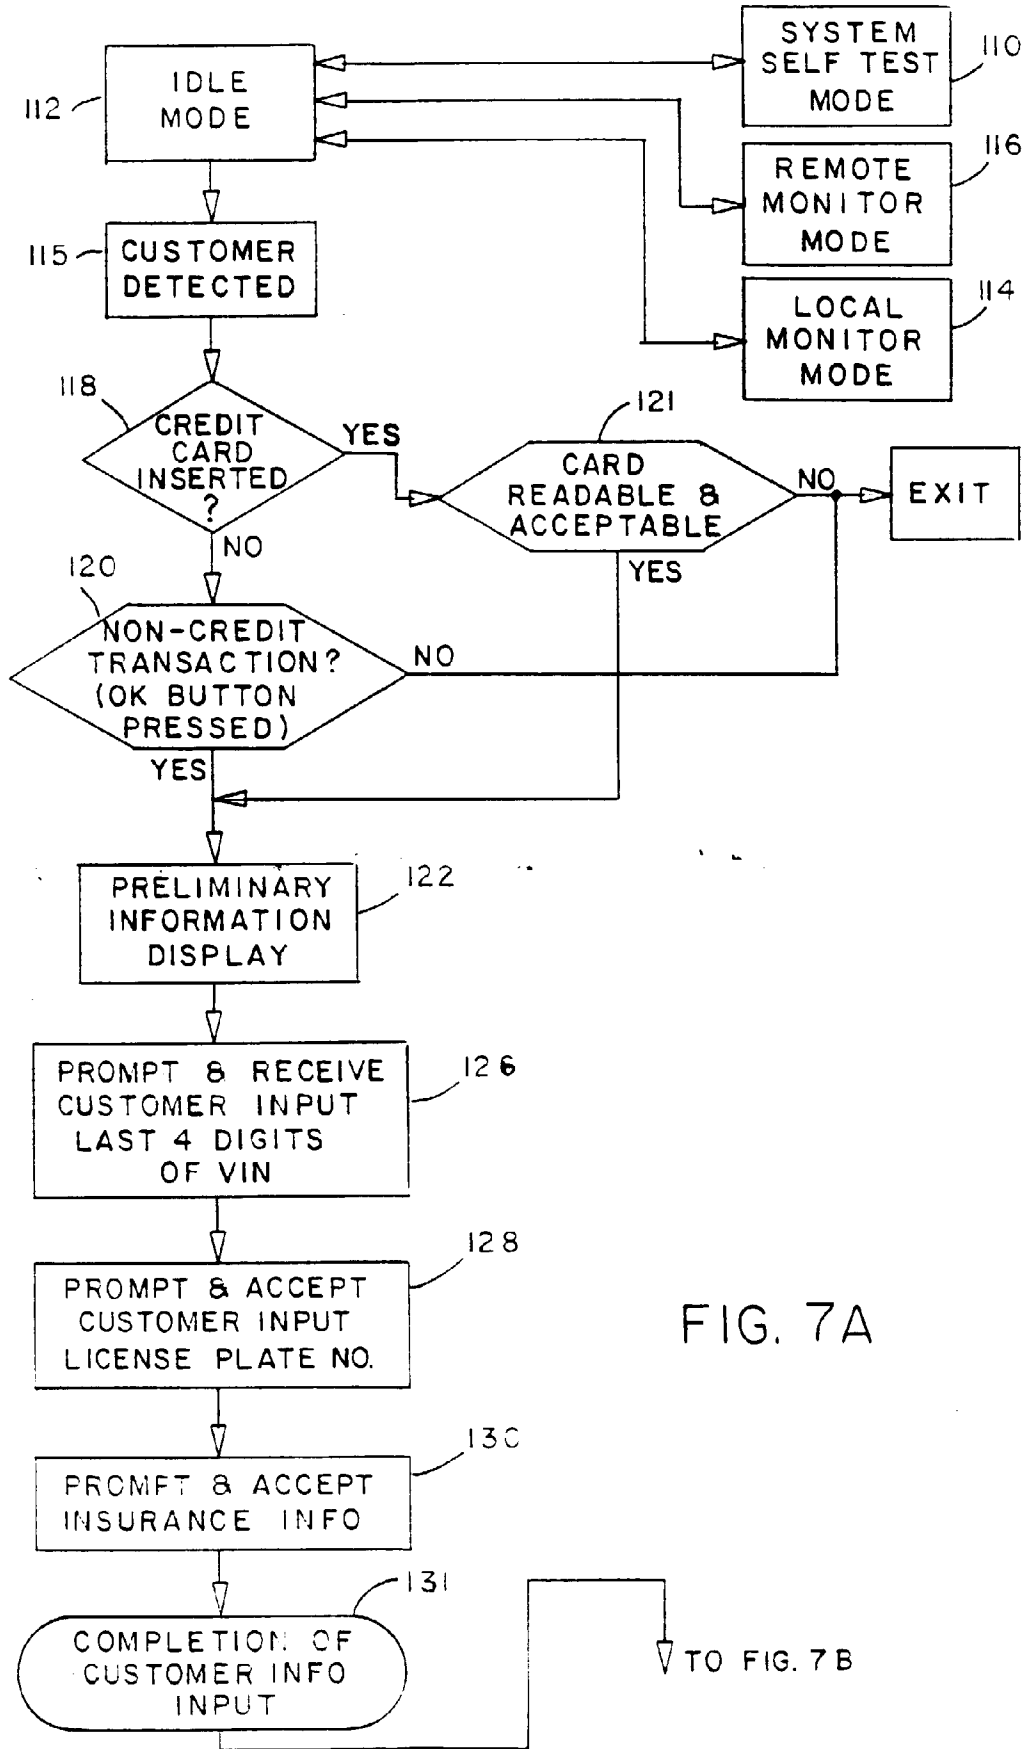 SYSTEM
SELF TEST
MODE
110
IDLE
MODE
112
REMOTE
MONITOR
MODE
116
CUSTOMER
DETECTED
115
LOCAL
MONITOR
MODE
114
CREDIT
CARD
INSERTED
?
118
YES
NO
CARD
READABLE &
ACCEPTABLE
121
NO
YES
EXIT
NON-CREDIT
TRANSACTION?
(OK BUTTON
PRESSED)
120
NO
YES
PRELIMINARY
INFORMATION
DISPLAY
122
PROMPT & RECEIVE
CUSTOMER INPUT
LAST 4 DIGITS
OF VIN
126
PROMPT & ACCEPT
CUSTOMER INPUT
LICENSE PLATE NO.
128
FIG. 7A
PROMPT & ACCEPT
INSURANCE INFO
130
COMPLETION OF
CUSTOMER INFO
INPUT
131
TO FIG. 7B